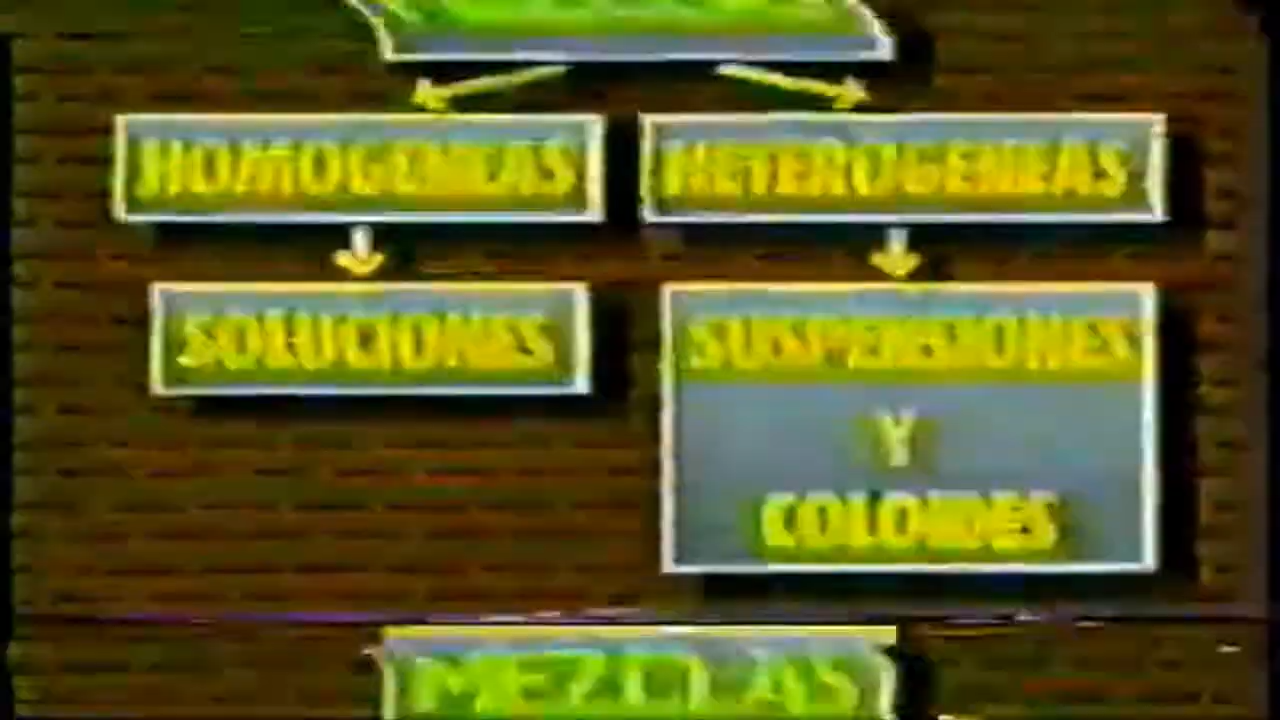 HOMOGENEAS
HETEROGENEAS
SOLUCIONES
SUSPENSIONES
Y
COLOIDES
MEZCLAS